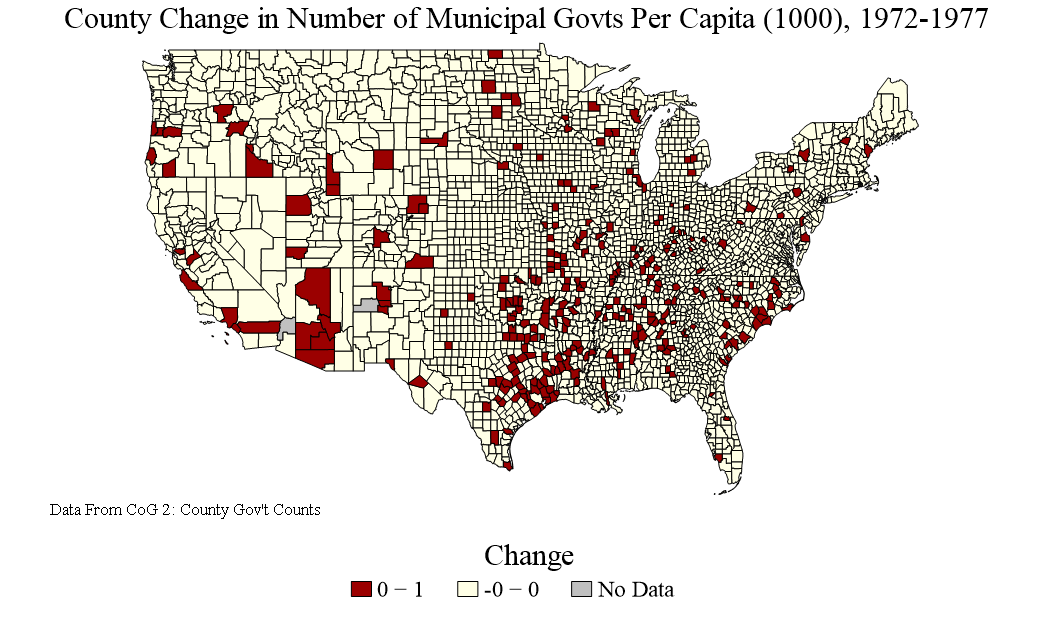 County Change in Number of Municipal Govts Per Capita (1000), 1972-1977
Data From CoG 2: County Gov't Counts
Change
0 − 1
-0 − 0
No Data